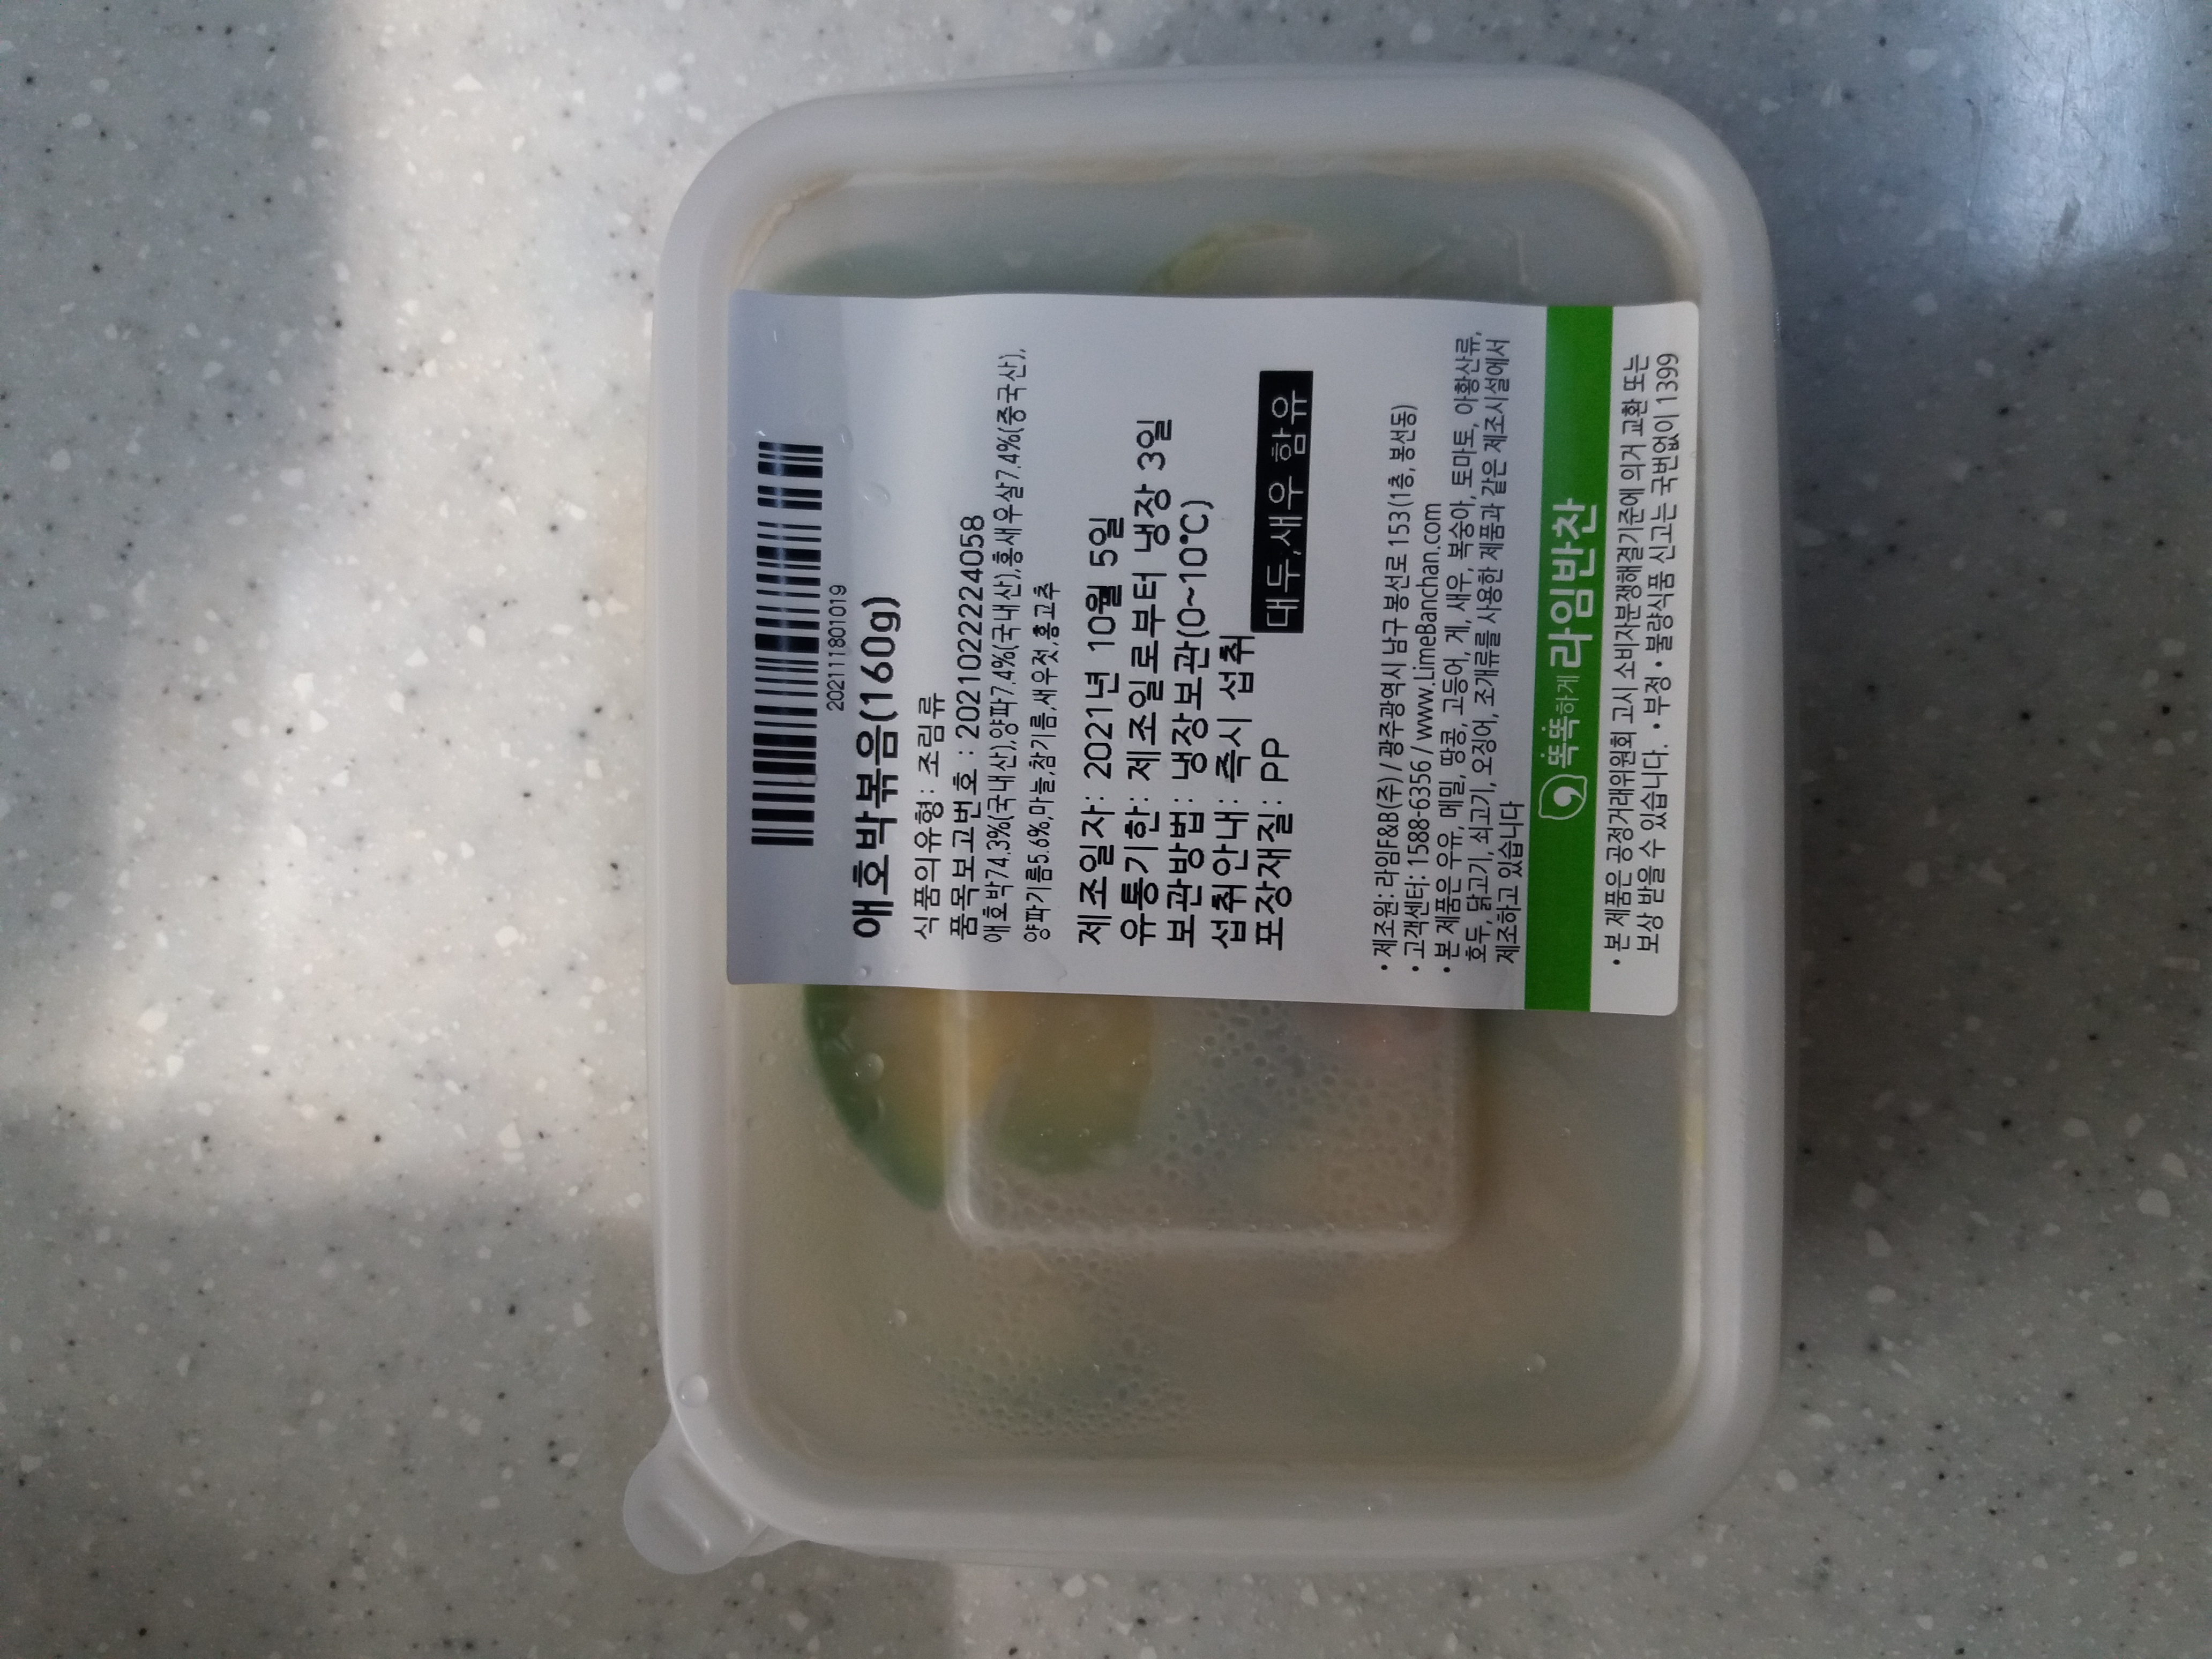 2021118010​19
애호박볶음(160g)
식품의유형: 조림류
품목보고번호 : 2021022224058
애호박74.3%(국내산),양파7.4%(국내산),홍새우살7.4%(중국산),
양파기름5.6%,마늘,참기름,새우젓,홍고추
제조일자: 2021년 10월 5일
유통기한: 제조일로부터 냉장 3일
보관방법: 냉장보관(0~10℃)
섭취안내: 즉시 섭취
포장재질: PP
대두,새우 함유
• 제조원: 라임F&B(주) / 광주광역시 남구 봉선로 153(1층, 봉선동)
• 고객센터: 1588-6356 / www.LimeBanchan.com
• 본 제품은 우유, 메밀, 땅콩, 고등어, 게, 새우, 복숭아, 토마토, 아황산류,
호두, 닭고기, 쇠고기, 오징어, 조개류를 사용한 제품과 같은 제조시설에서
제조하고 있습니다
똑똑하게 라임반찬
• 본 제품은 공정거래위원회 고시 소비자분쟁해결기준에 의거 교환 또는
보상 받을 수 있습니다. • 부정 • 불량식품 신고는 국번없이 1399